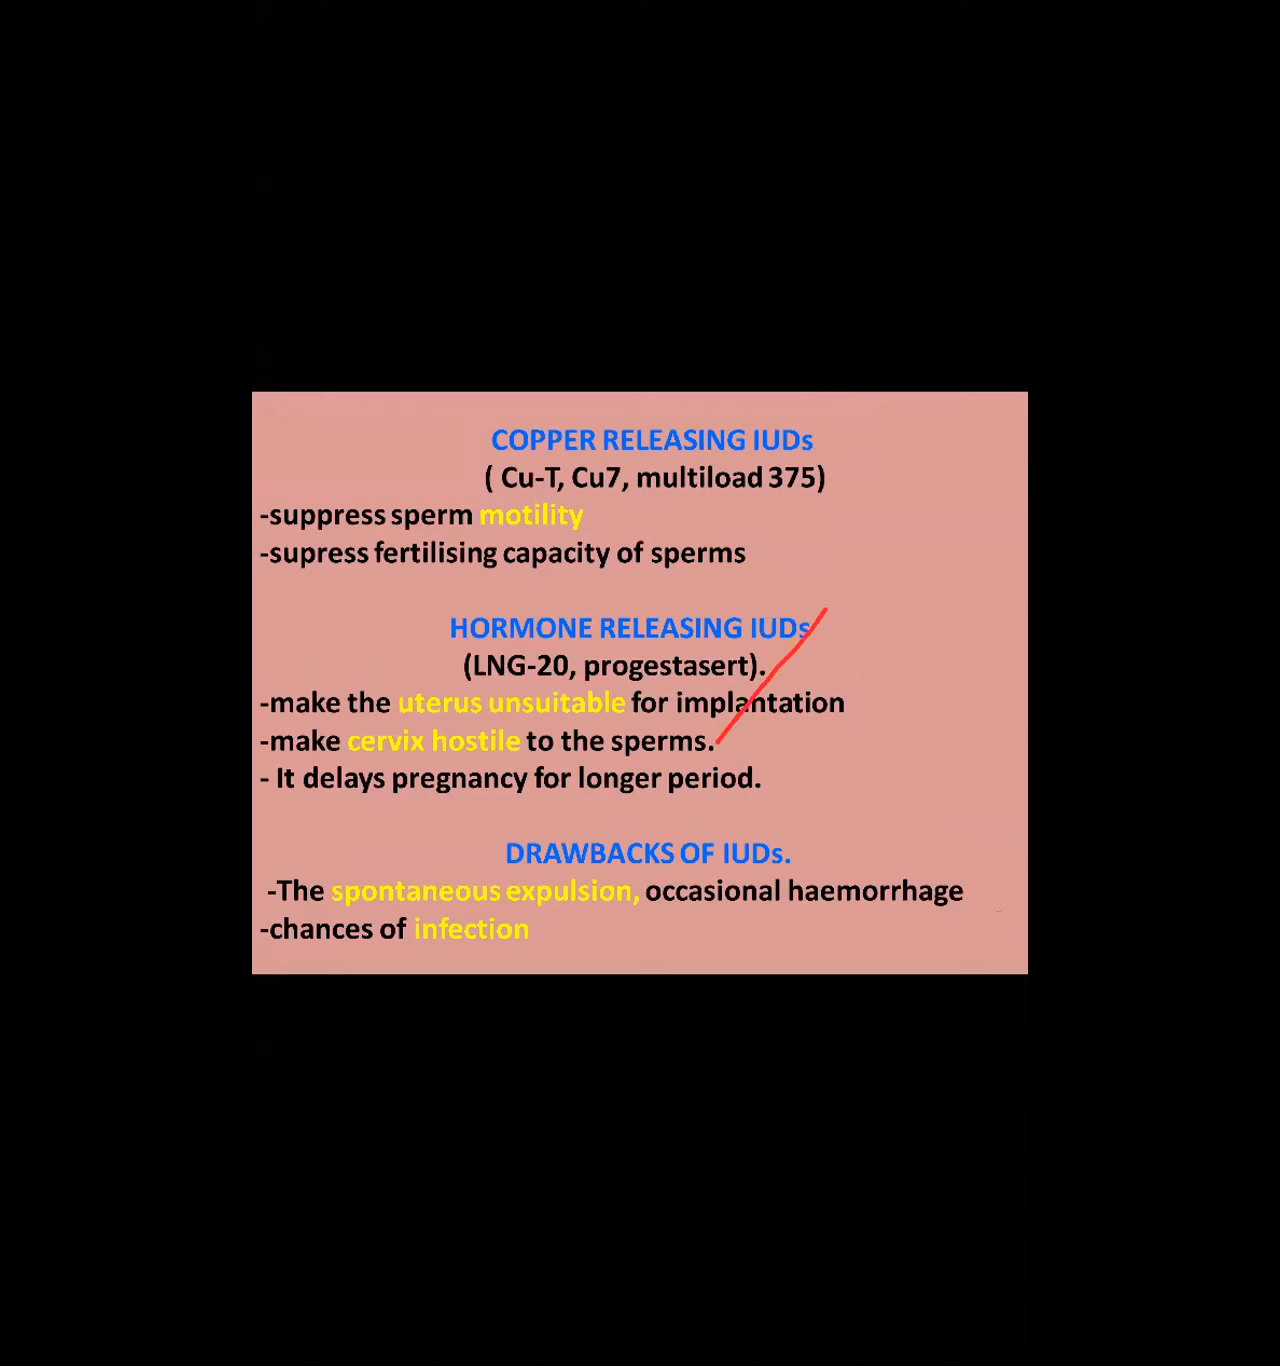 COPPER RELEASING IUDs
( Cu-T, Cu7, multiload 375)
-suppress sperm motility
-supress fertilising capacity of sperms
HORMONE RELEASING IUDs
(LNG-20, progestasert).
-make the uterus unsuitable for implantation
-make cervix hostile to the sperms.
- It delays pregnancy for longer period.
DRAWBACKS OF IUDs.
-The spontaneous expulsion, occasional haemorrhage
-chances of infection